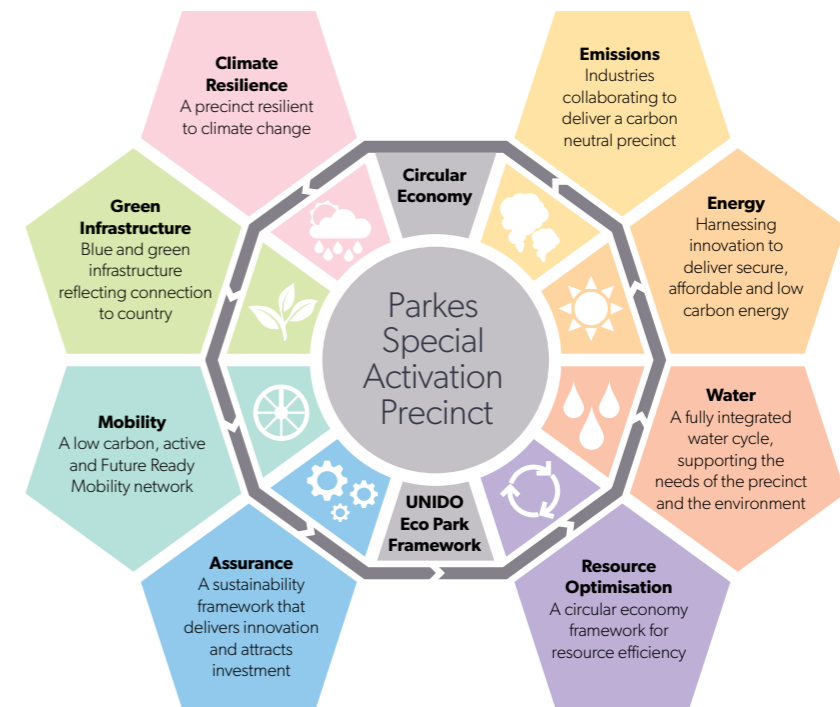 Climate
Resilience
A precinct resilient
to climate change
Emissions
Industries
collaborating to
deliver a carbon
neutral precinct
Circular
Economy
Green
Infrastructure
Blue and green
infrastructure
reflecting connection
to country
Energy
Harnessing
innovation to
deliver secure,
affordable and low
carbon energy
Parkes
Special
Activation
Precinct
Mobility
A low carbon, active
and Future Ready
Mobility network
Water
A fully integrated
water cycle,
supporting the
needs of the precinct
and the environment
UNIDO
Eco Park
Framework
Assurance
A sustainability
framework that
delivers innovation
and attracts
investment
Resource
Optimisation
A circular economy
framework for
resource efficiency